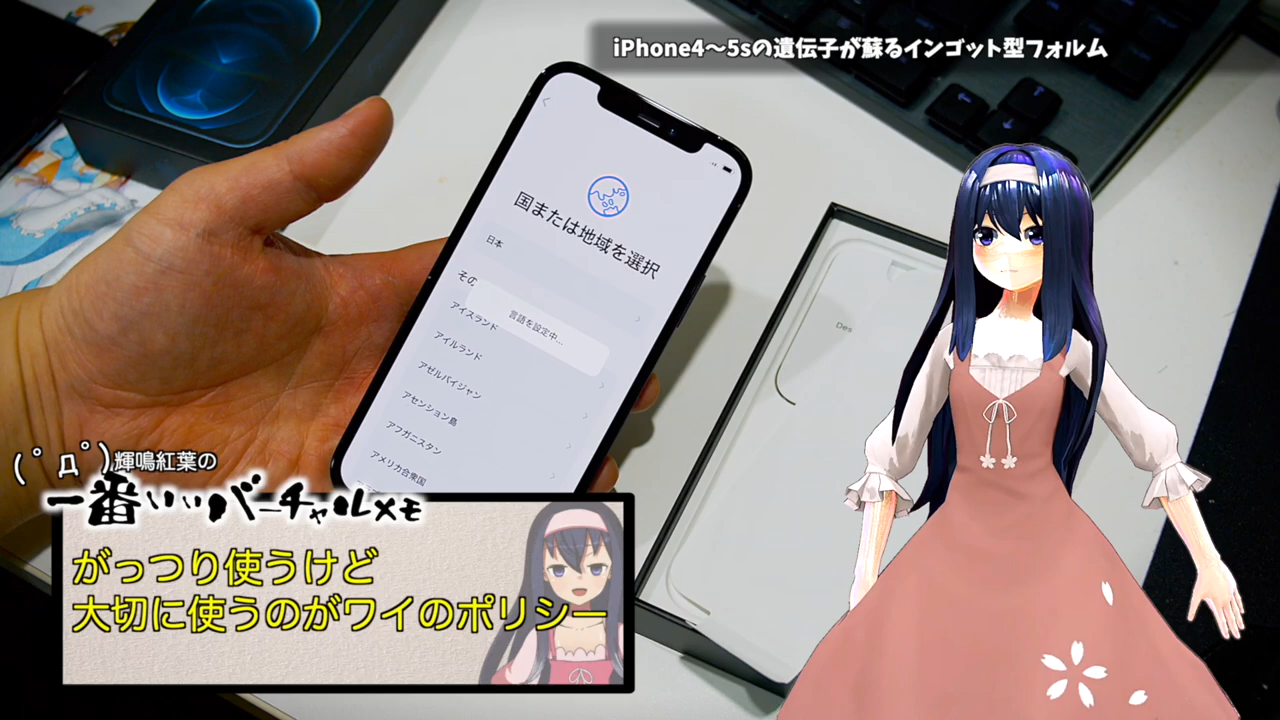 iPhone4〜5sの遺伝子が蘇るインゴット型フォルム
国または地域を選択
日本
その
言語を設定中...
アイスランド
アイルランド
アゼルバイジャン
アセンション島
アフガニスタン
アメリカ合衆国
Des
( ﾟдﾟ)輝鳴紅葉の
一番いいバーチャルメモ
がっつり使うけど
大切に使うのがワイのポリシー